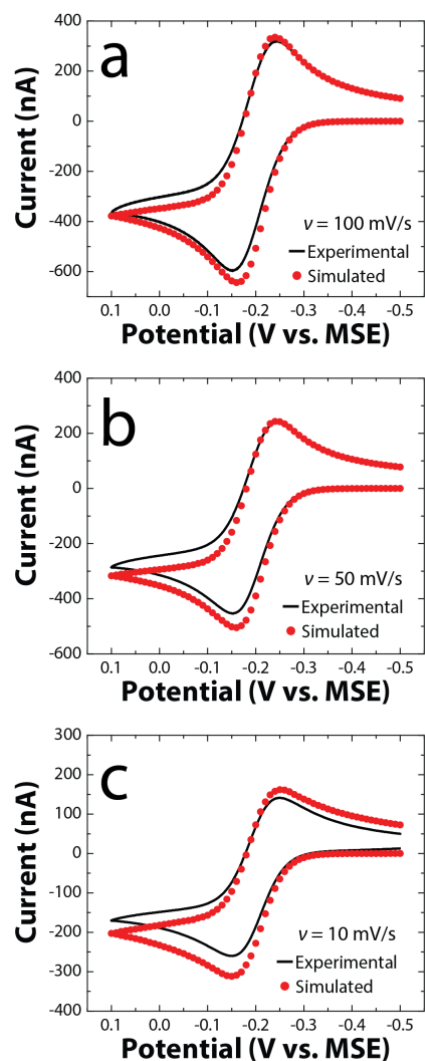 a
400
200
0
-200
-400
-600
Current (nA)
v = 100 mV/s
Experimental
Simulated
0.1 0.0 -0.1 -0.2 -0.3 -0.4 -0.5
Potential (V vs. MSE)
b
400
200
0
-200
-400
-600
Current (nA)
v = 50 mV/s
Experimental
Simulated
0.1 0.0 -0.1 -0.2 -0.3 -0.4 -0.5
Potential (V vs. MSE)
c
300
200
100
0
-100
-200
-300
-400
Current (nA)
v = 10 mV/s
Experimental
Simulated
0.1 0.0 -0.1 -0.2 -0.3 -0.4 -0.5
Potential (V vs. MSE)